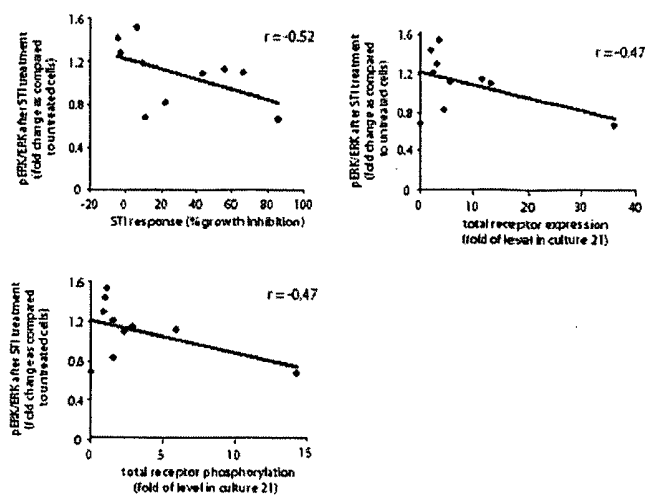 pERK/ERK after STI treatment
(fold change as compared
to untreated cells)
1.6
1.2
0.8
0.4
0
r = -0.52
-20 0 20 40 60 80 100
STI response (% growth inhibition)
pERK/ERK after STI treatment
(fold change as compared
to untreated cells)
1.6
1.2
0.8
0.4
0
r = -0.47
0 10 20 30 40
total receptor expression
(fold of level in culture 21)
pERK/ERK after STI treatment
(fold change as compared
to untreated cells)
1.6
1.2
0.8
0.4
0
r = -0.47
0 5 10 15
total receptor phosphorylation
(fold of level in culture 21)